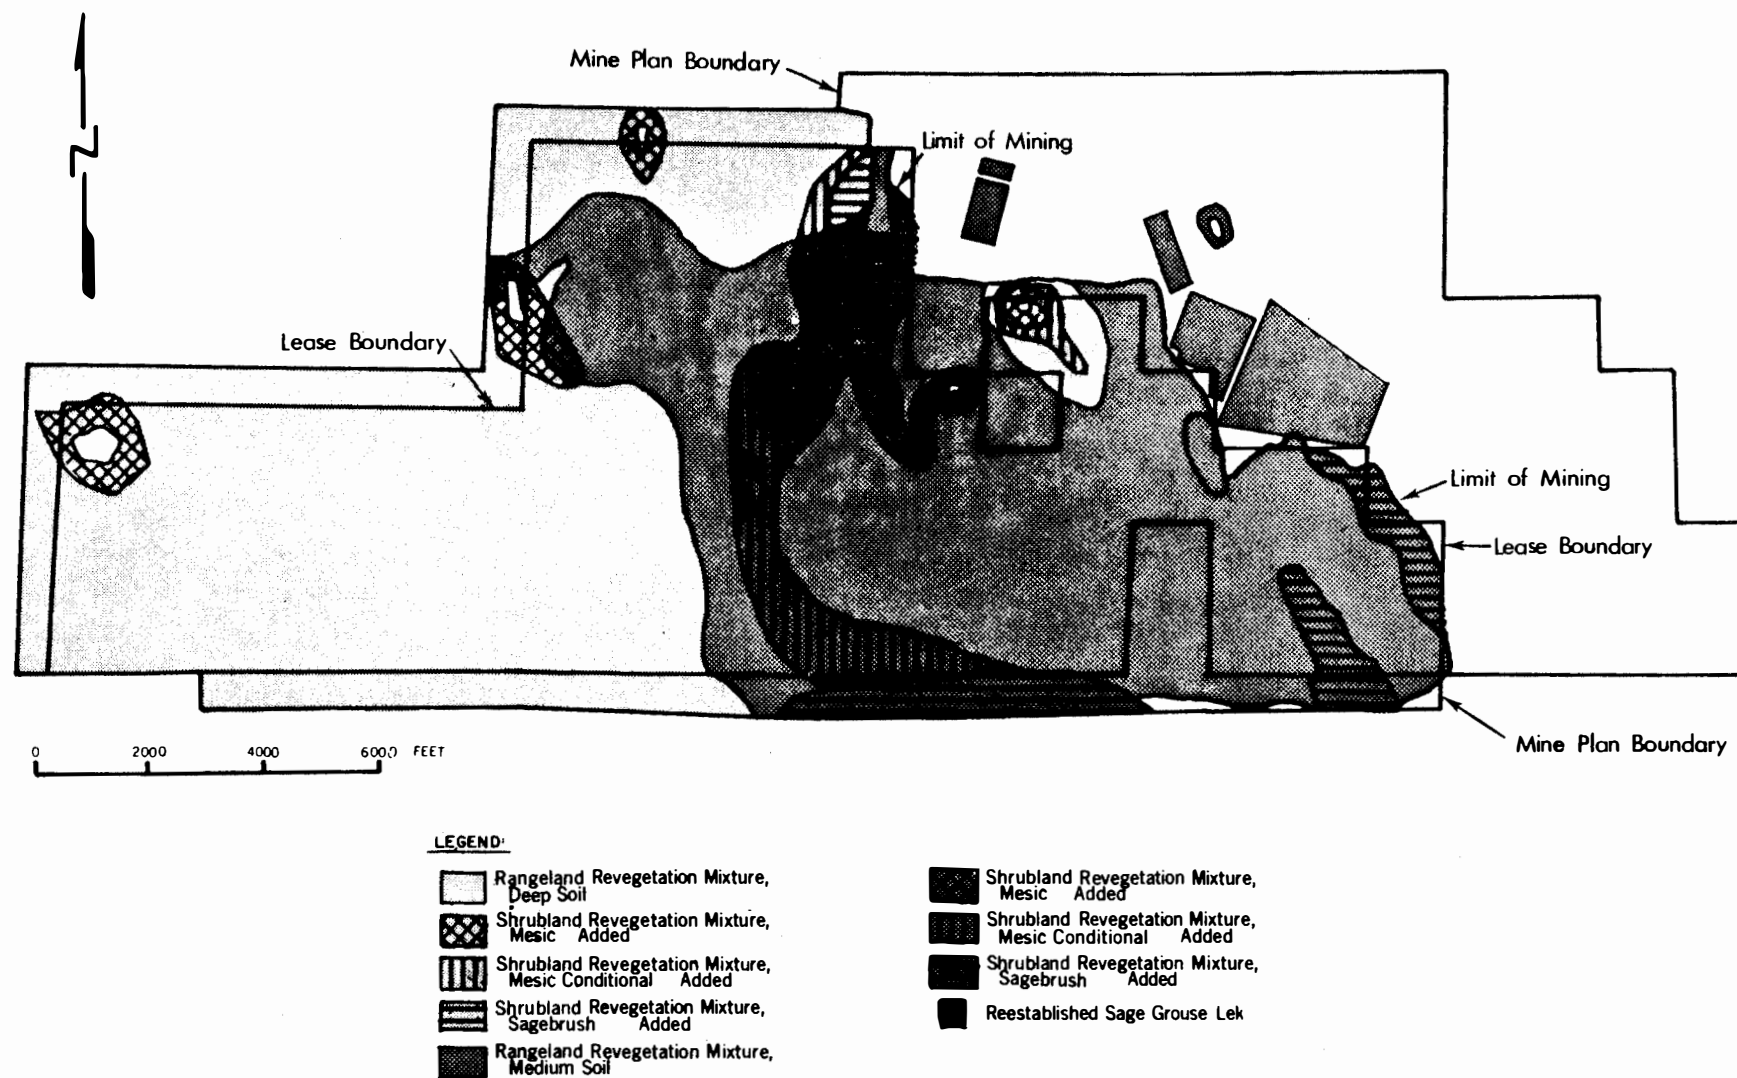 Mine Plan Boundary
Limit of Mining
Lease Boundary
Limit of Mining
Lease Boundary
Mine Plan Boundary
0 2000 4000 6000 FEET
LEGEND:
Rangeland Revegetation Mixture,
Deep Soil
Shrubland Revegetation Mixture,
Mesic Added
Shrubland Revegetation Mixture,
Mesic Conditional Added
Shrubland Revegetation Mixture,
Sagebrush Added
Rangeland Revegetation Mixture,
Medium Soil
Shrubland Revegetation Mixture,
Mesic Added
Shrubland Revegetation Mixture,
Mesic Conditional Added
Shrubland Revegetation Mixture,
Sagebrush Added
Reestablished Sage Grouse Lek